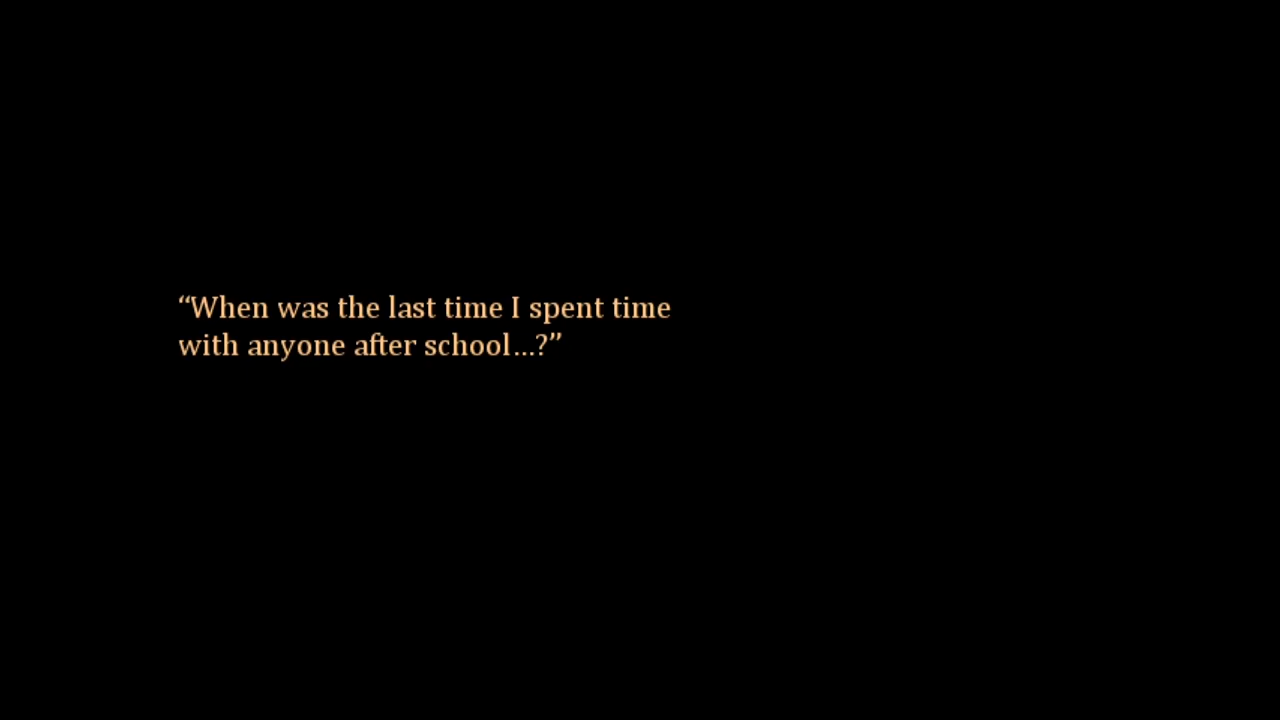 “When was the last time I spent time
with anyone after school...?”